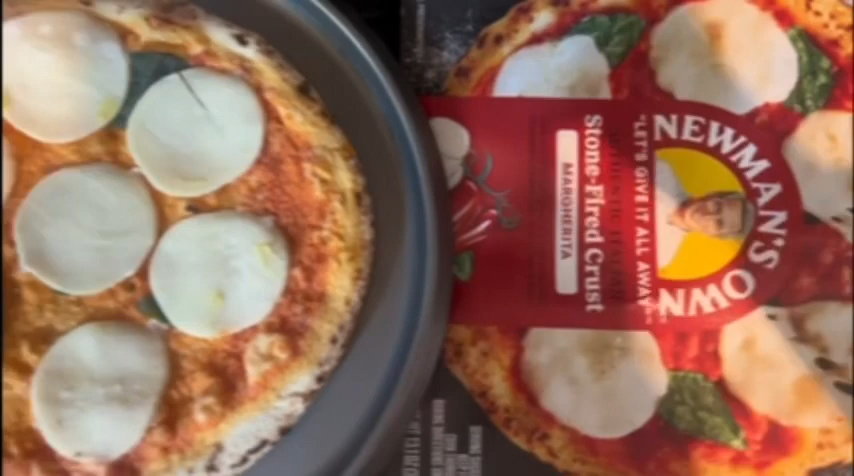 NEWMAN'S
OWN
"LET'S GIVE IT ALL AWAY"
Stone-Fired Crust
MARGHERITA